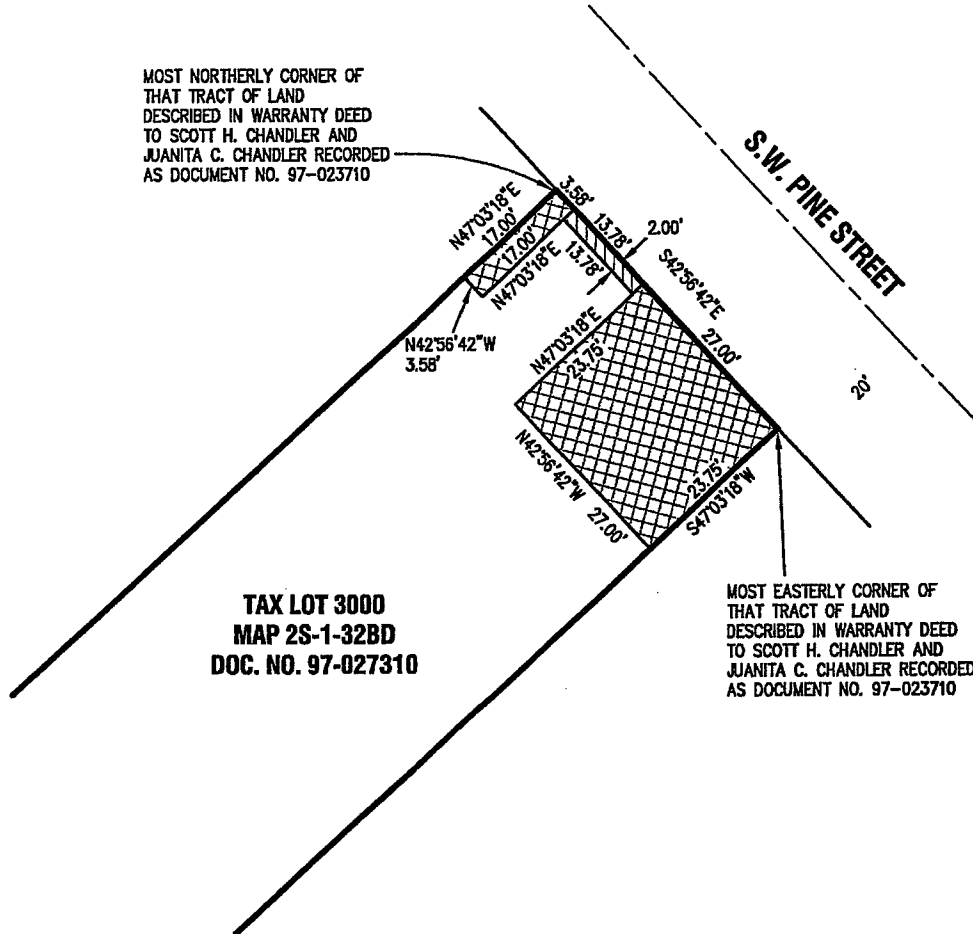 MOST NORTHERLY CORNER OF
THAT TRACT OF LAND
DESCRIBED IN WARRANTY DEED
TO SCOTT H. CHANDLER AND
JUANITA C. CHANDLER RECORDED
AS DOCUMENT NO. 97-023710
S.W. PINE STREET
20'
3.58'
13.78'
2.00'
13.78'
S42°56'42"E
27.00'
N47°03'18"E
17.00'
17.00'
N47°03'18"E
N42°56'42"W
3.58'
N47°03'18"E
23.75'
N42°56'42"W 27.00'
23.75'
S47°03'18"W
TAX LOT 3000
MAP 2S-1-32BD
DOC. NO. 97-027310
MOST EASTERLY CORNER OF
THAT TRACT OF LAND
DESCRIBED IN WARRANTY DEED
TO SCOTT H. CHANDLER AND
JUANITA C. CHANDLER RECORDED
AS DOCUMENT NO. 97-023710